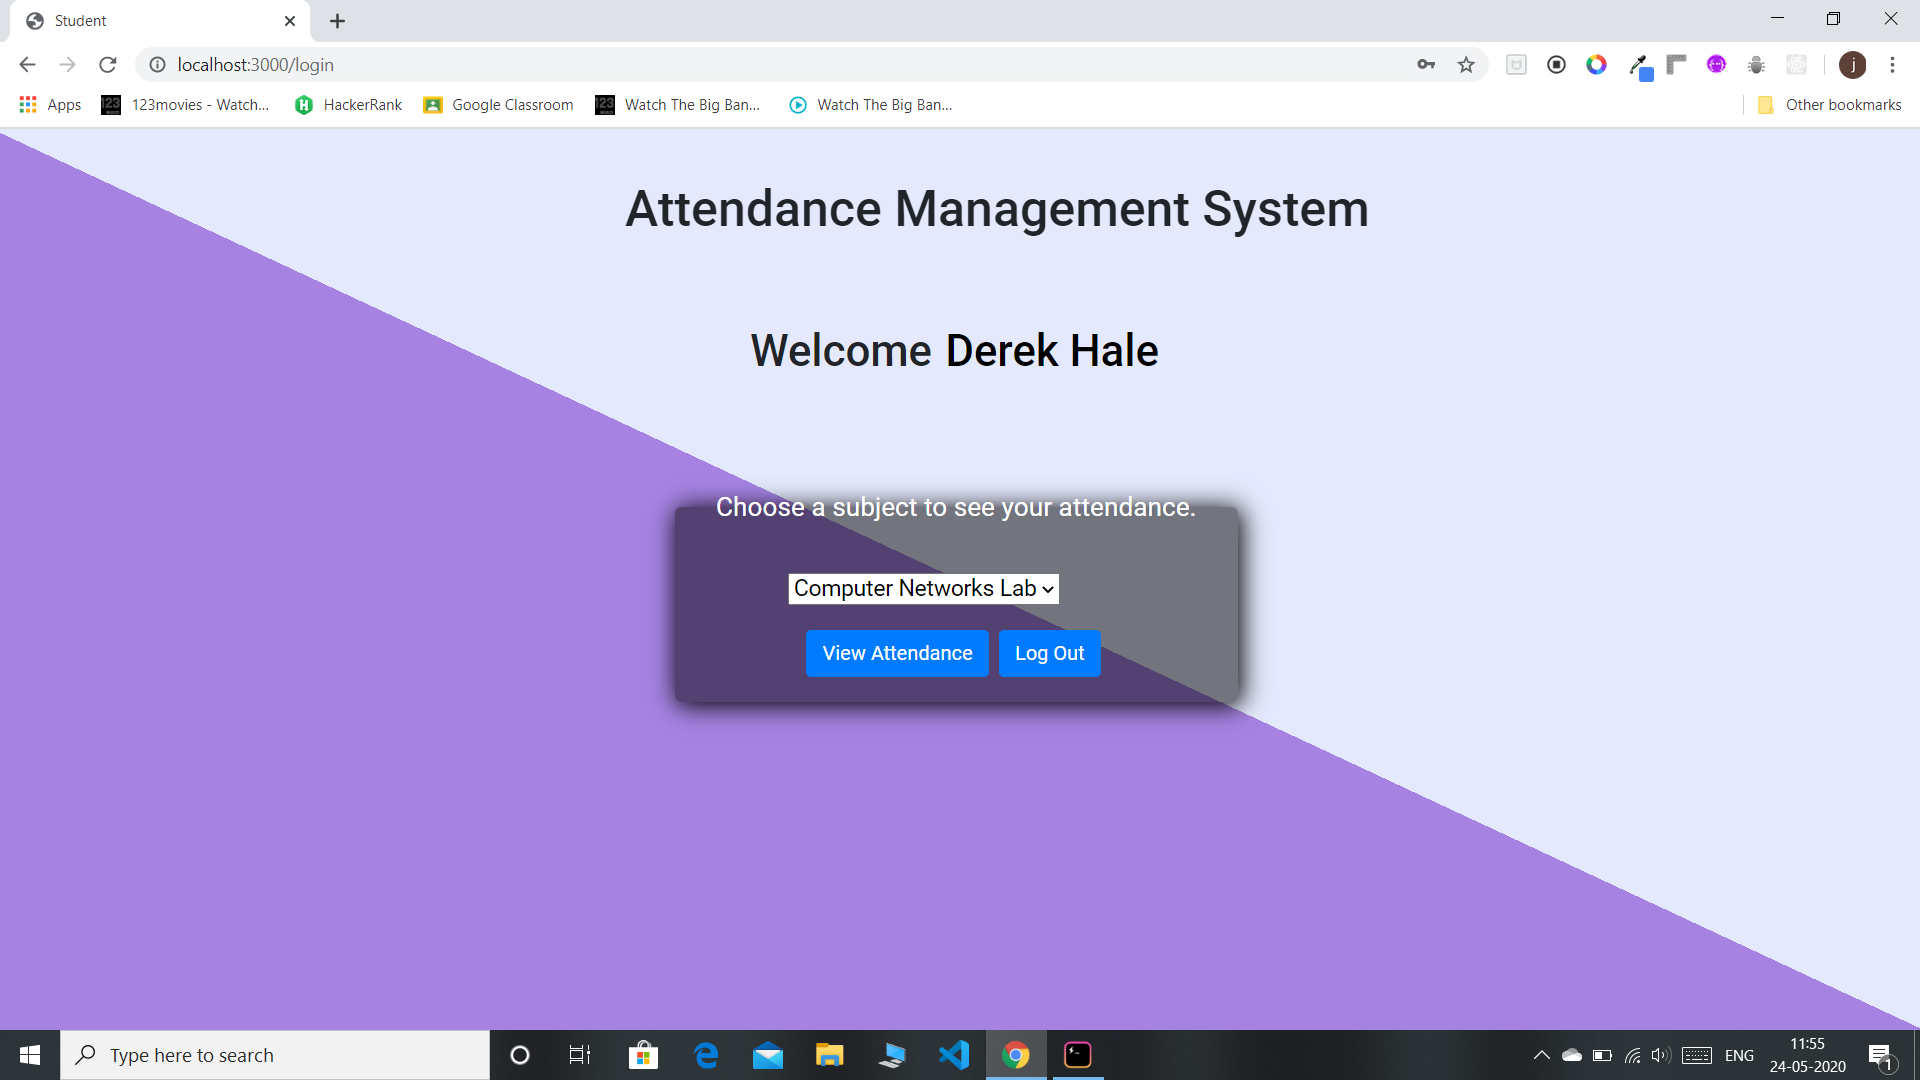 Student
localhost:3000/login
j
Apps
123movies - Watch...
HackerRank
Google Classroom
Watch The Big Ban...
Watch The Big Ban...
Other bookmarks
Attendance Management System
Welcome Derek Hale
Choose a subject to see your attendance.
Computer Networks Lab
View Attendance
Log Out
Type here to search
ENG
11:55
24-05-2020
1